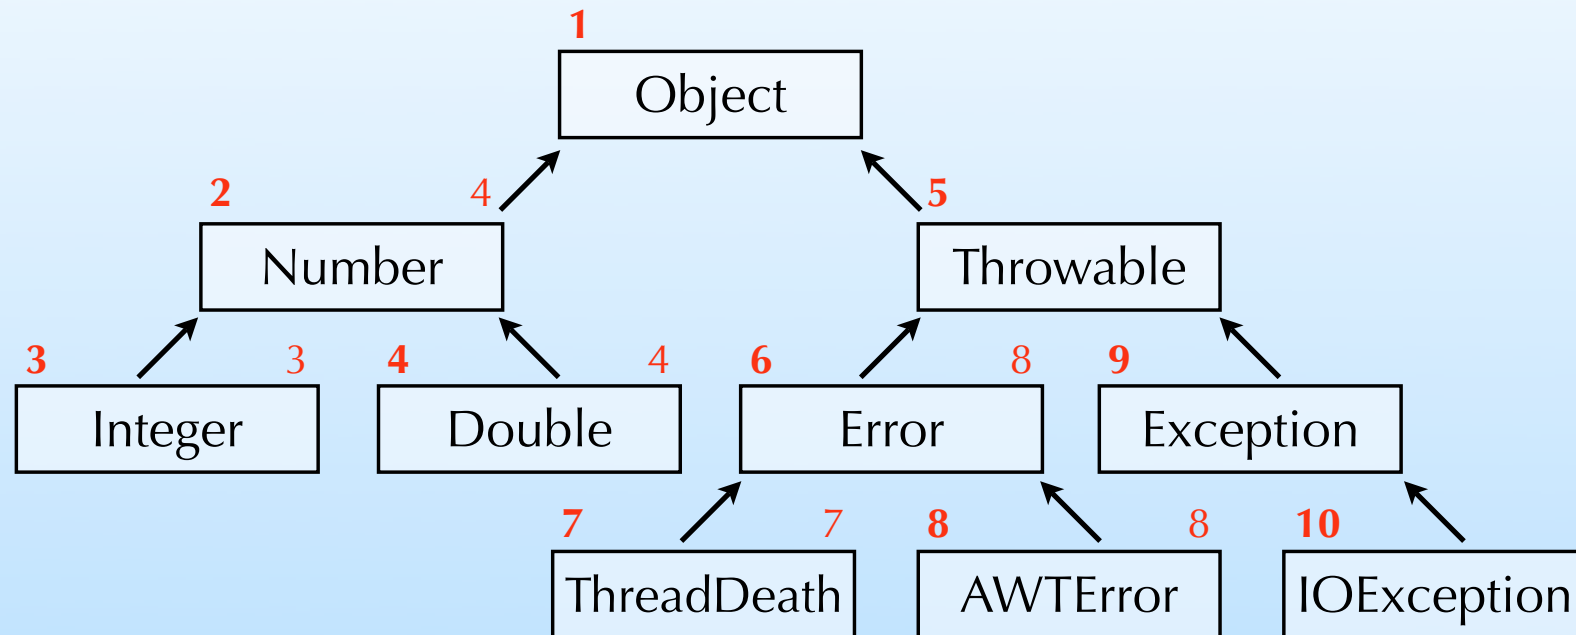 1
Object
2 4 5
Number Throwable
3 3 4 4 6 8 9
Integer Double Error Exception
7 7 8 8 10
ThreadDeath AWTError IOException